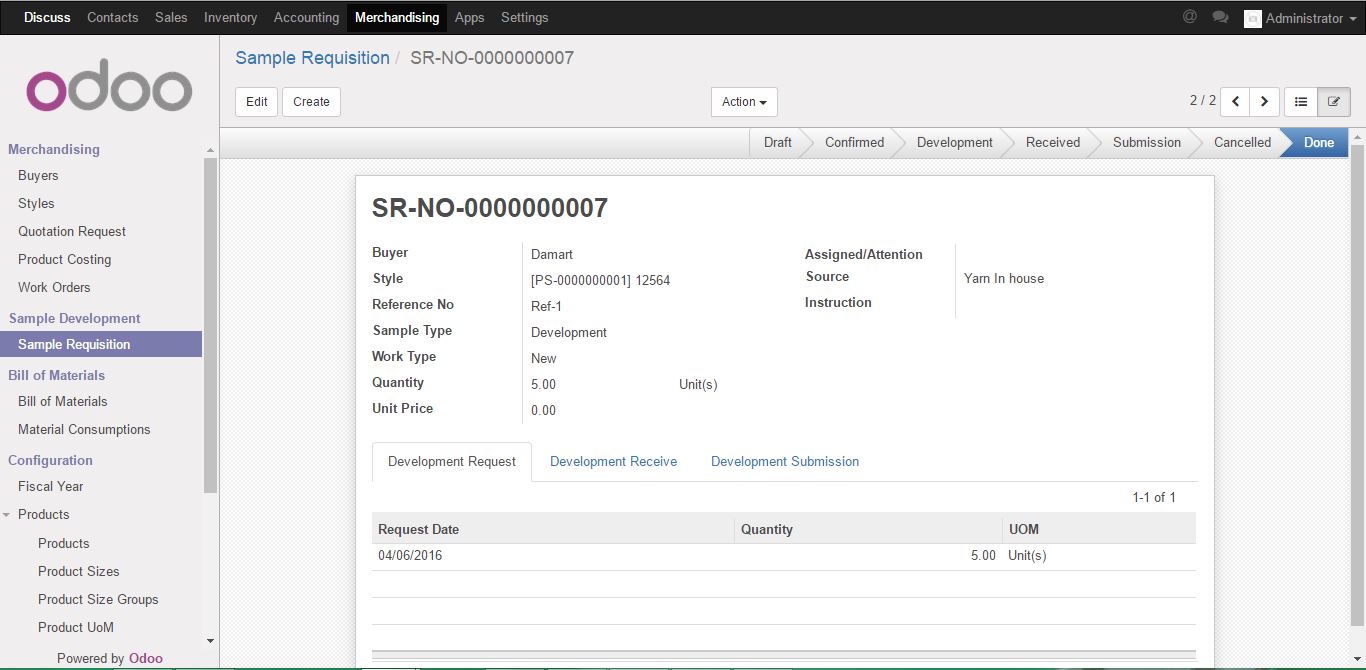 Discuss Contacts Sales Inventory Accounting Merchandising Apps Settings @ Administrator
odoo
Sample Requisition / SR-NO-0000000007
Edit Create Action 2 / 2
Draft Confirmed Development Received Submission Cancelled Done
Merchandising
Buyers
Styles
Quotation Request
Product Costing
Work Orders
Sample Development
Sample Requisition
Bill of Materials
Bill of Materials
Material Consumptions
Configuration
Fiscal Year
Products
Products
Product Sizes
Product Size Groups
Product UoM
Powered by Odoo
SR-NO-0000000007
Buyer Damart
Style [PS-0000000001] 12564
Reference No Ref-1
Sample Type Development
Work Type New
Quantity 5.00 Unit(s)
Unit Price 0.00
Assigned/Attention
Source Yarn In house
Instruction
Development Request Development Receive Development Submission
1-1 of 1
Request Date Quantity UOM
04/06/2016 5.00 Unit(s)